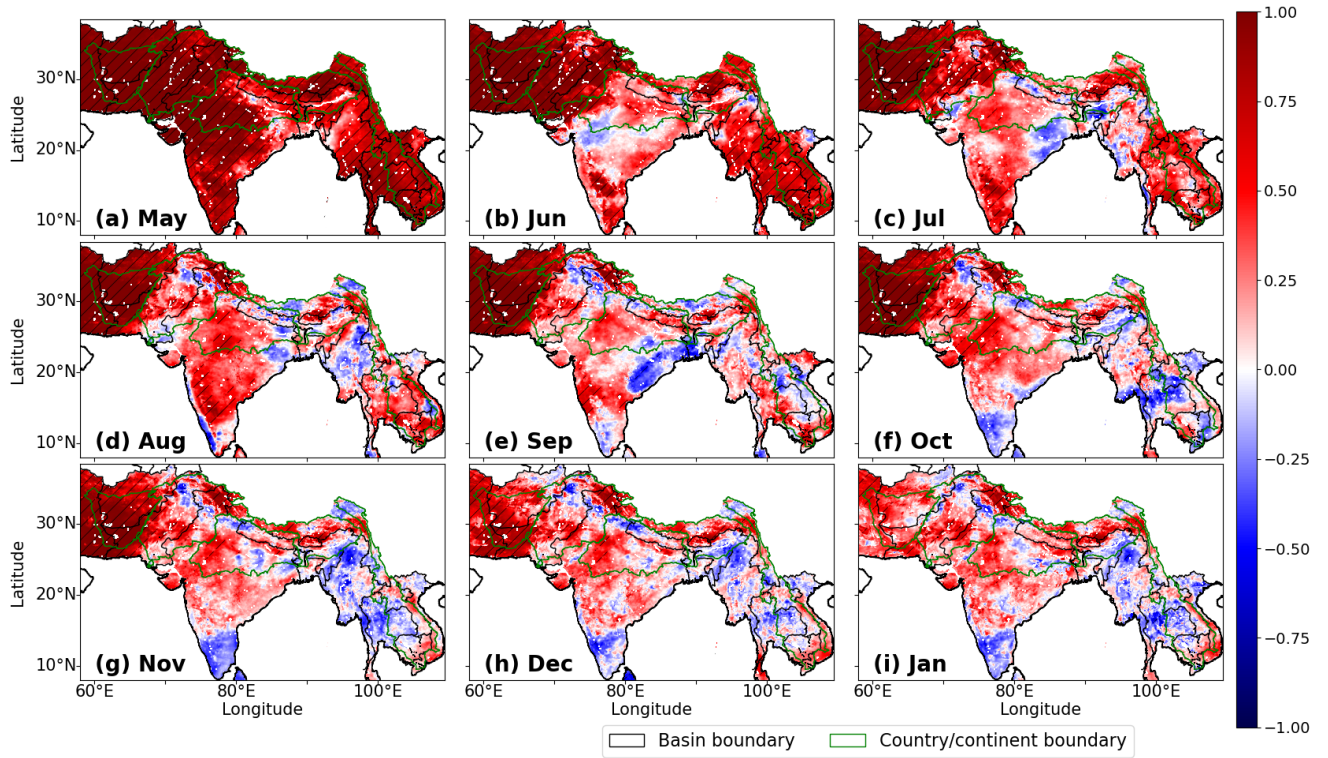 1.00
0.75
0.50
0.25
0.00
−0.25
−0.50
−0.75
−1.00
Latitude
30°N
20°N
10°N
(a) May
(b) Jun
(c) Jul
Latitude
30°N
20°N
10°N
(d) Aug
(e) Sep
(f) Oct
Latitude
30°N
20°N
10°N
(g) Nov
(h) Dec
(i) Jan
60°E 80°E 100°E
60°E 80°E 100°E
60°E 80°E 100°E
Longitude
Longitude
Longitude
Basin boundary
Country/continent boundary